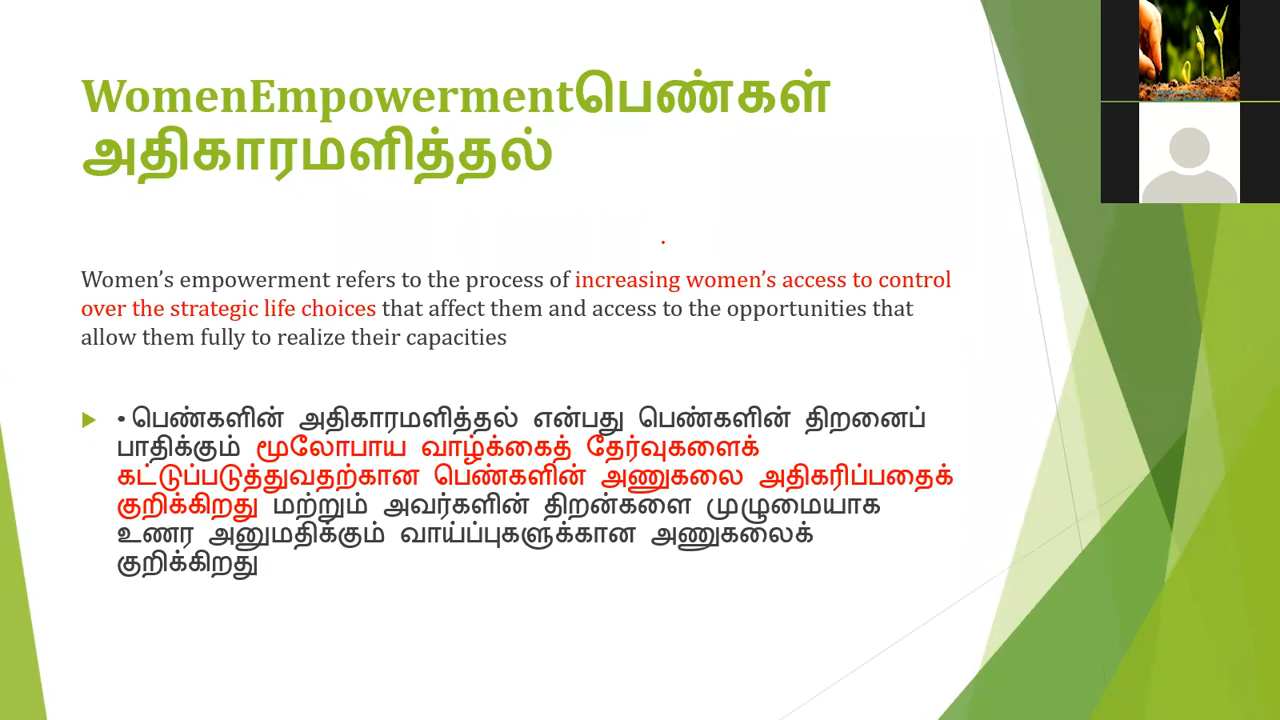 WomenEmpowermentபெண்கள்
அதிகாரமளித்தல்
Women’s empowerment refers to the process of increasing women’s access to control
over the strategic life choices that affect them and access to the opportunities that
allow them fully to realize their capacities
• பெண்களின் அதிகாரமளித்தல் என்பது பெண்களின் திறனைப்
பாதிக்கும் மூலோபாய வாழ்க்கைத் தேர்வுகளைக்
கட்டுப்படுத்துவதற்கான பெண்களின் அணுகலை அதிகரிப்பதைக்
குறிக்கிறது மற்றும் அவர்களின் திறன்களை முழுமையாக
உணர அனுமதிக்கும் வாய்ப்புகளுக்கான அணுகலைக்
குறிக்கிறது